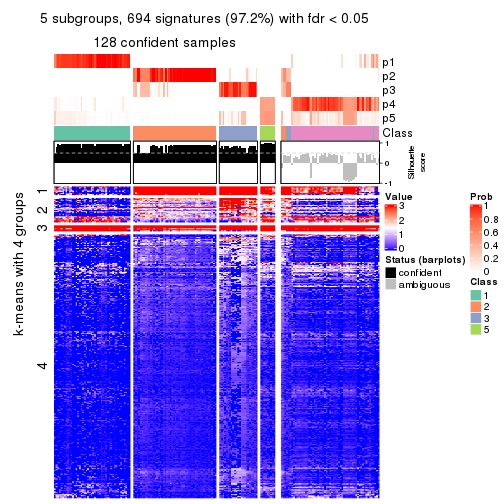 5 subgroups, 694 signatures (97.2%) with fdr < 0.05
128 confident samples
p1
p2
p3
p4
p5
Class
1
0
-1
Silhouette
score
k-means with 4 groups
1
2
3
4
Value
3
2
1
0
Status (barplots)
confident
ambiguous
Prob
1
0.8
0.6
0.4
0.2
0
Class
1
2
3
5